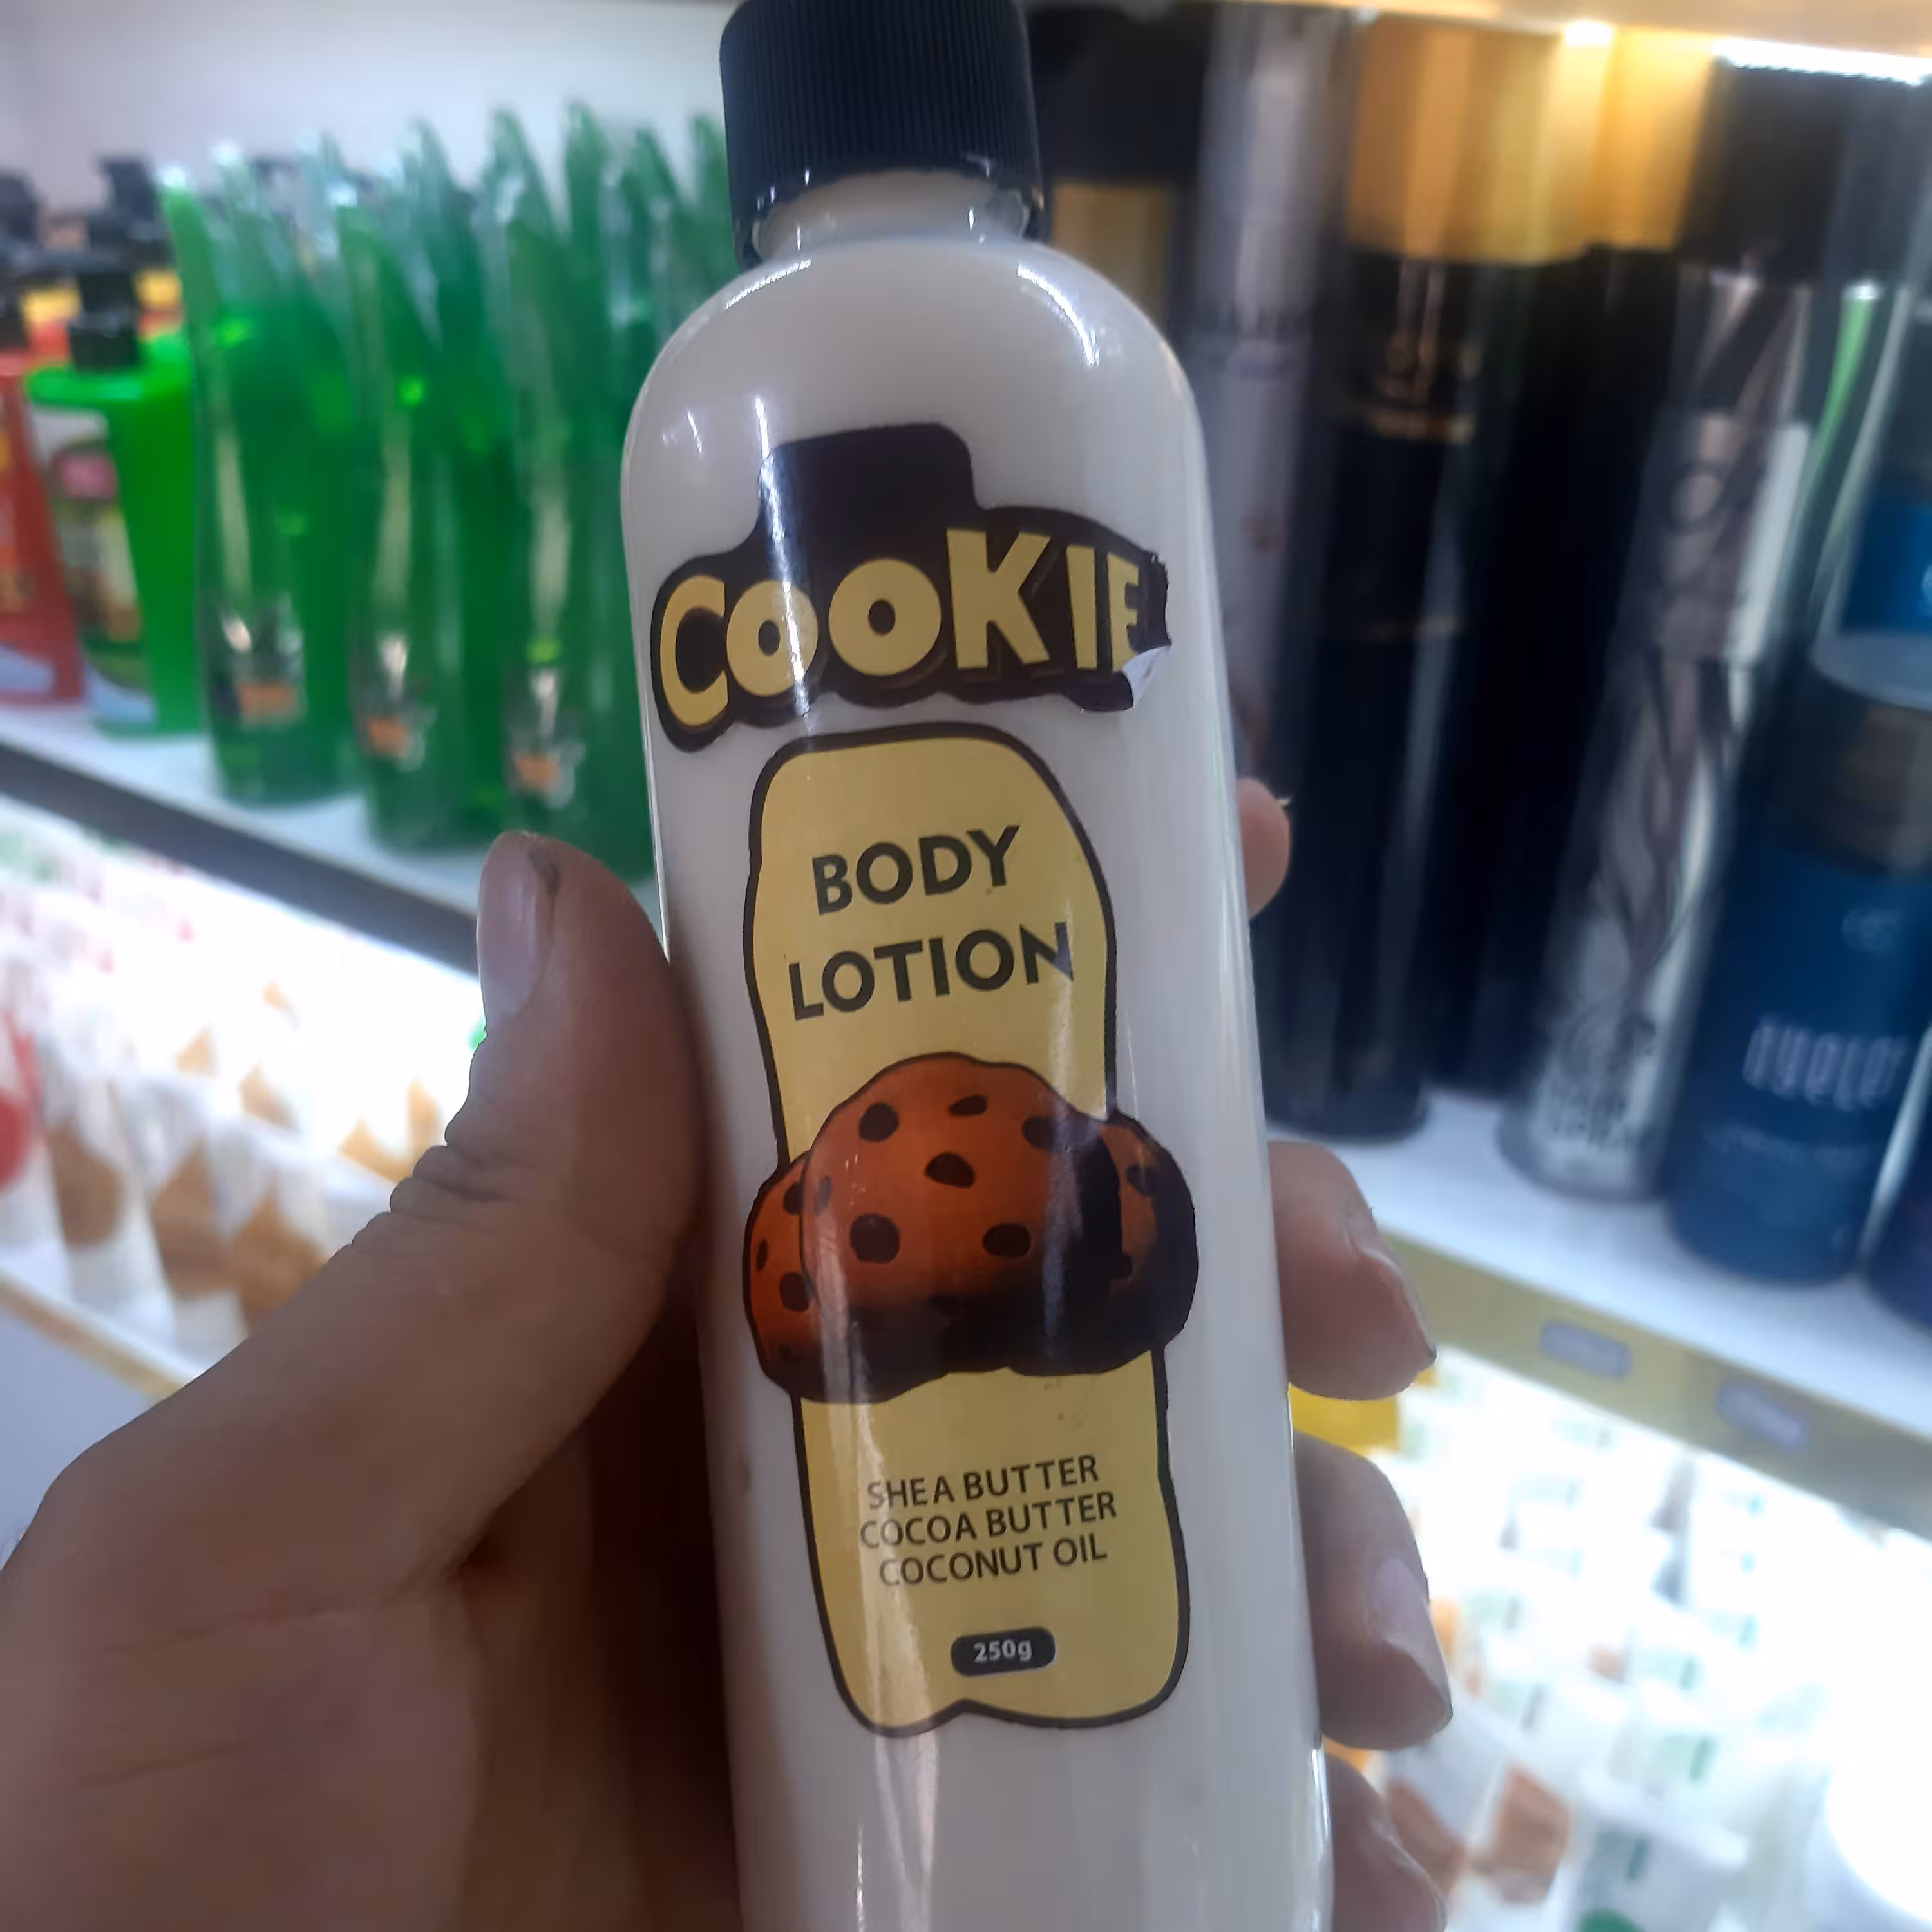 COOKIE
BODY
LOTION
SHEA BUTTER
COCOA BUTTER
COCONUT OIL
250g